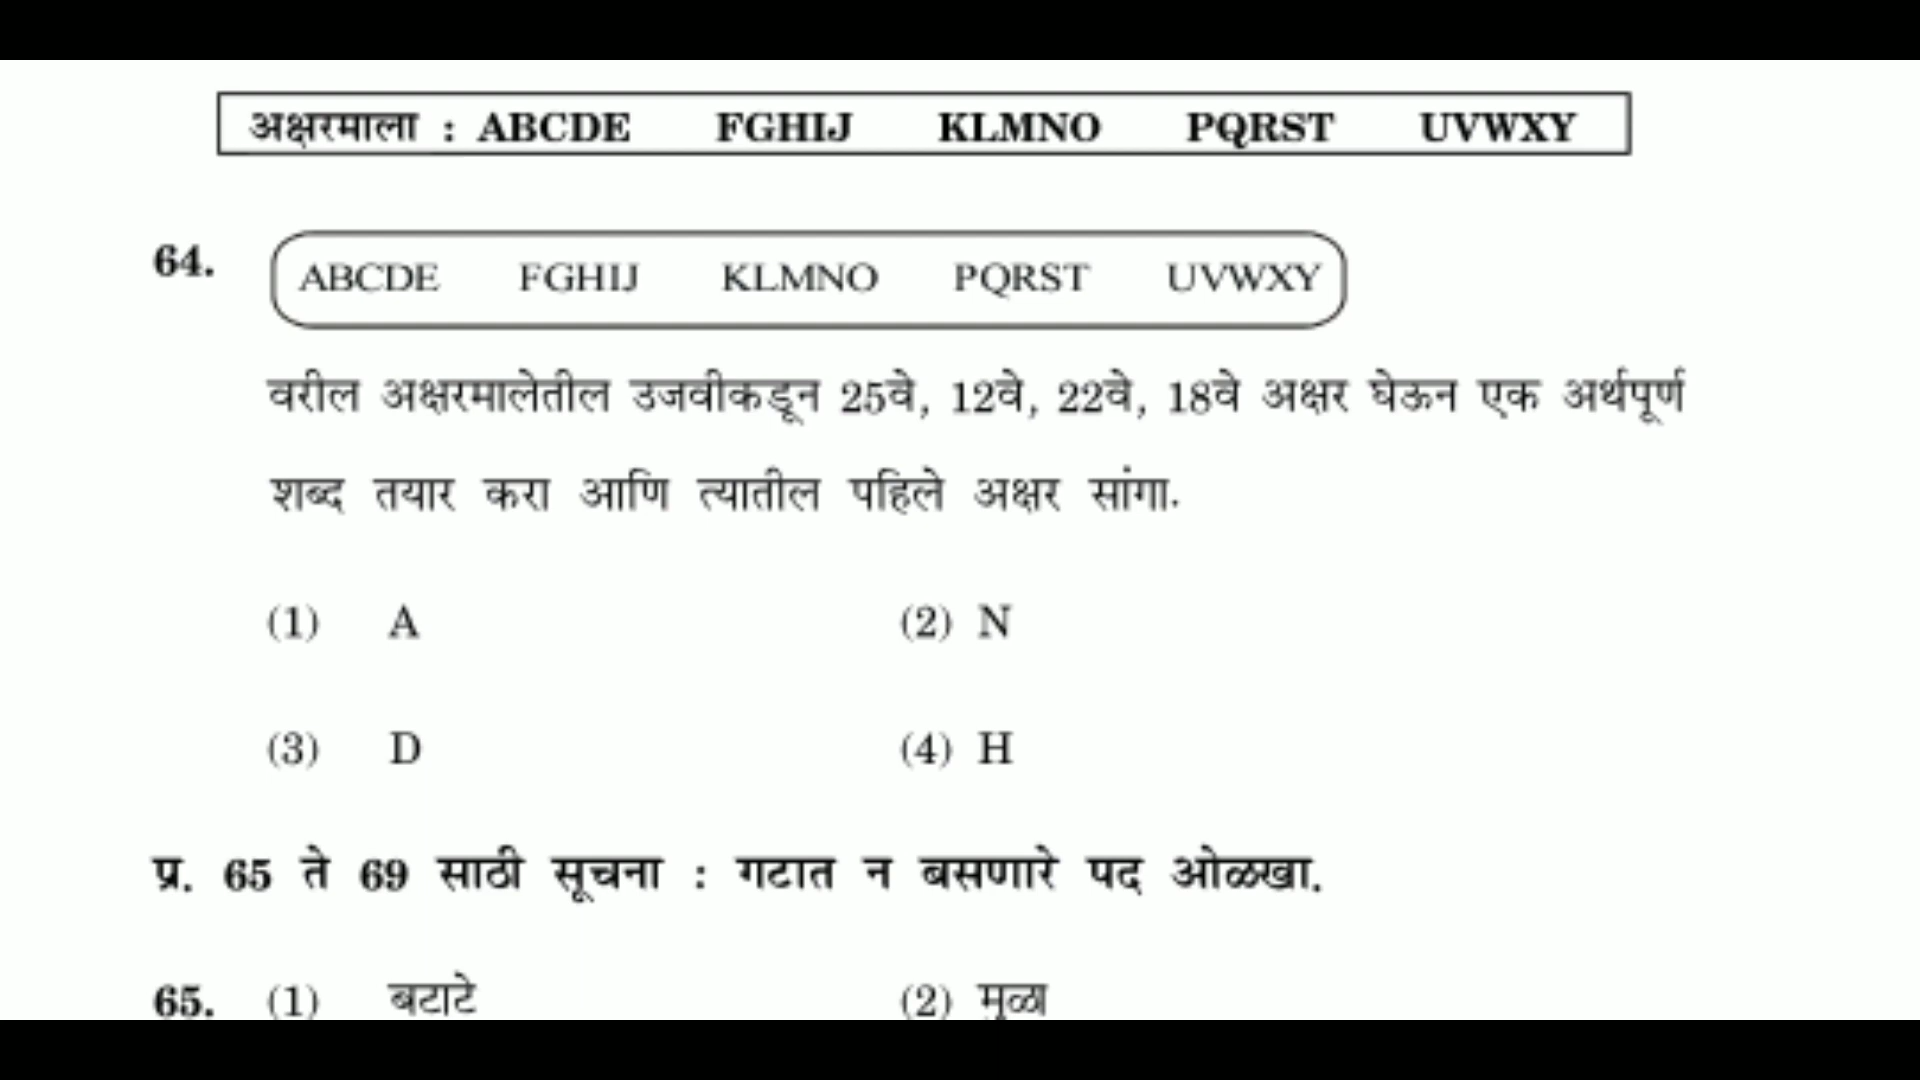 अक्षरमाला : ABCDE FGHIJ KLMNO PQRST UVWXY
64. ABCDE FGHIJ KLMNO PQRST UVWXY
वरील अक्षरमालेतील उजवीकडून 25वे, 12वे, 22वे, 18वे अक्षर घेऊन एक अर्थपूर्ण
शब्द तयार करा आणि त्यातील पहिले अक्षर सांगा.
(1) A (2) N
(3) D (4) H
प्र. 65 ते 69 साठी सूचना : गटात न बसणारे पद ओळखा.
65. (1) बटाटे (2) मुळा